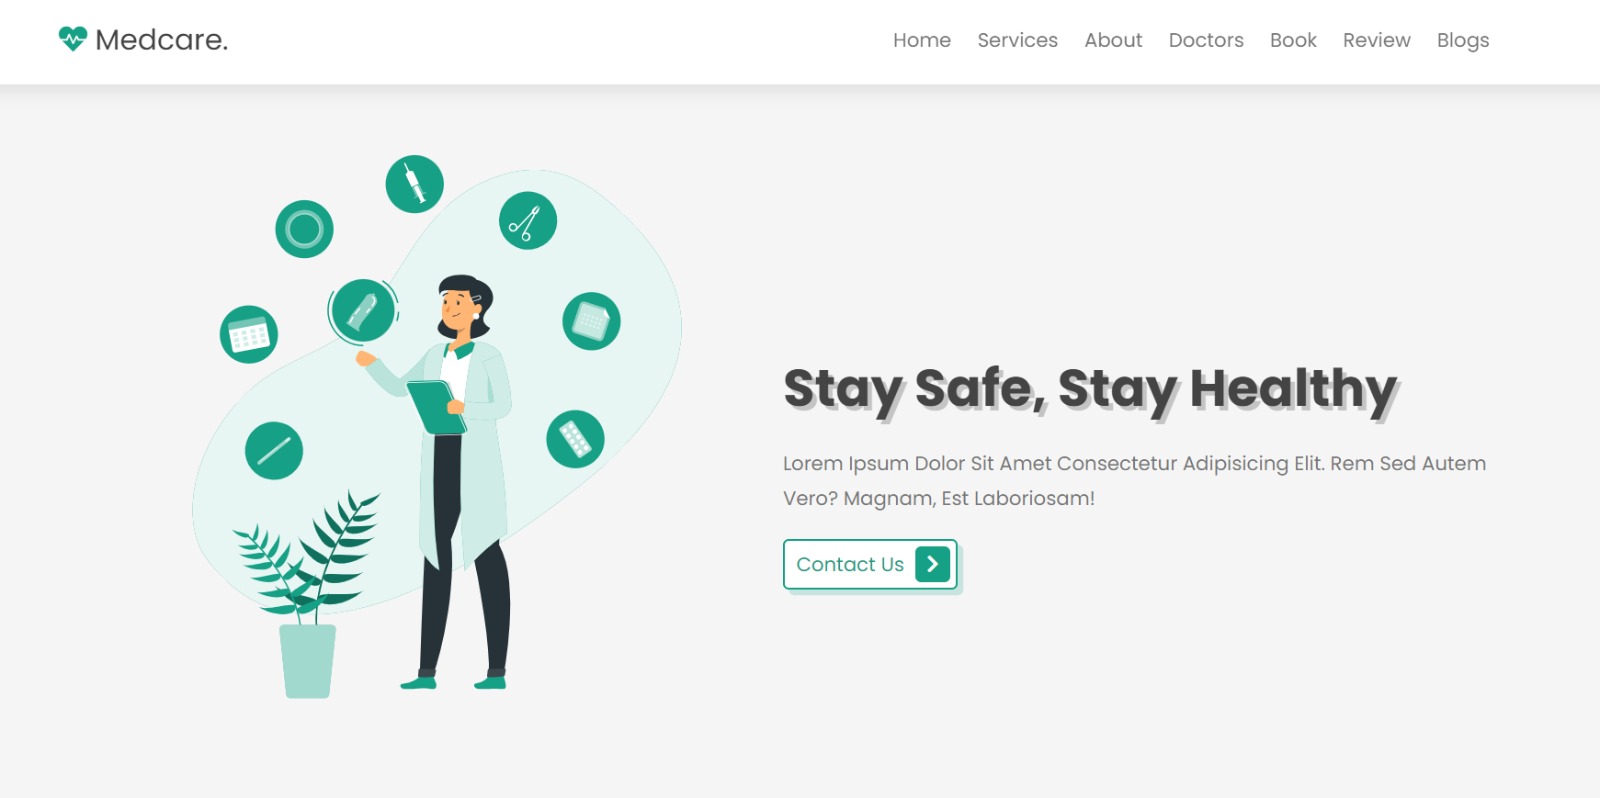 Medcare.
Home Services About Doctors Book Review Blogs
Stay Safe, Stay Healthy
Lorem Ipsum Dolor Sit Amet Consectetur Adipisicing Elit. Rem Sed Autem
Vero? Magnam, Est Laboriosam!
Contact Us